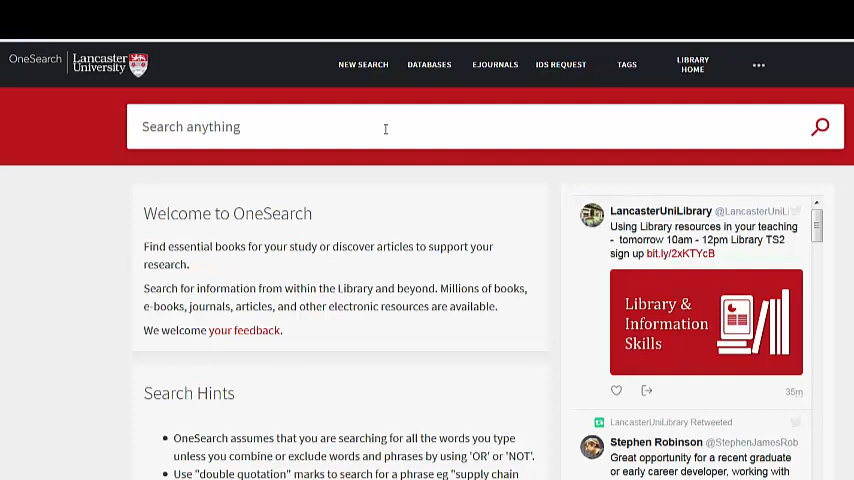 OneSearch
Lancaster
University
NEW SEARCH
DATABASES
EJOURNALS
IDS REQUEST
TAGS
LIBRARY
HOME
Search anything
Welcome to OneSearch
Find essential books for your study or discover articles to support your
research.
Search for information from within the Library and beyond. Millions of books,
e-books, journals, articles, and other electronic resources are available.
We welcome your feedback.
Search Hints
OneSearch assumes that you are searching for all the words you type
unless you combine or exclude words and phrases by using 'OR' or 'NOT'.
Use "double quotation" marks to search for a phrase eg "supply chain
LancasterUniLibrary @LancasterUniLi
Using Library resources in your teaching
- tomorrow 10am - 12pm Library TS2
sign up bit.ly/2xKTYcB
Library &
Information
Skills
35m
LancasterUniLibrary Retweeted
Stephen Robinson @StephenJamesRob
Great opportunity for a recent graduate
or early career developer, working with